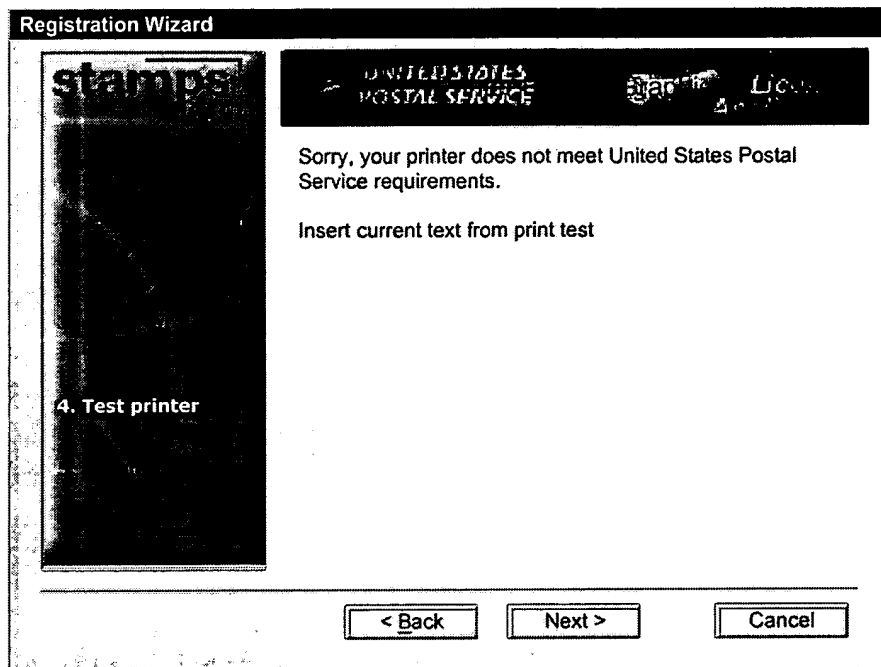 Registration Wizard
stamps
UNITED STATES
POSTAL SERVICE
Sorry, your printer does not meet United States Postal
Service requirements.
Insert current text from print test
4. Test printer
< Back
Next >
Cancel